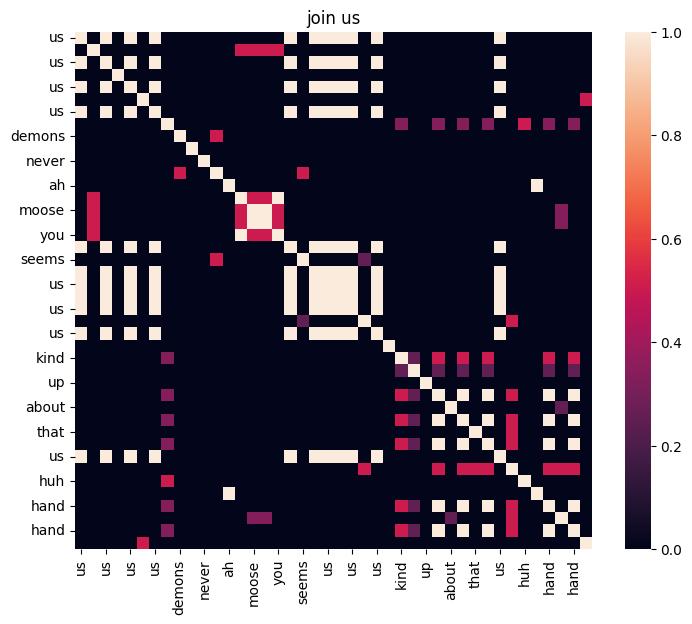 join us
us
us
us
us
demons
never
ah
moose
you
seems
us
us
us
kind
up
about
that
us
huh
hand
hand
1.0
0.8
0.6
0.4
0.2
0.0
us
us
us
us
demons
never
ah
moose
you
seems
us
us
us
kind
up
about
that
us
huh
hand
hand